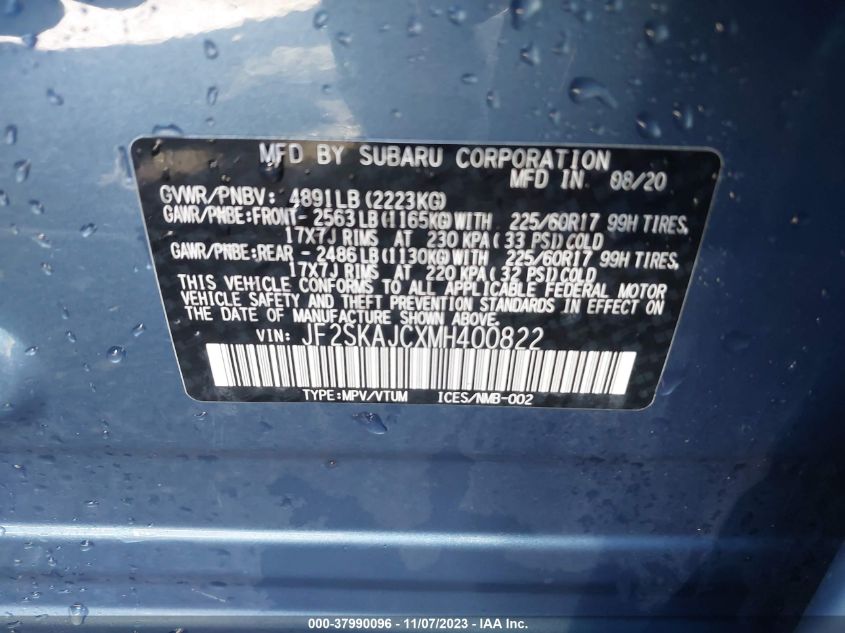 MFD BY SUBARU CORPORATION
MFD IN 08/20
GVWR/PNBV: 4891LB(2223KG)
GAWR/PNBE:FRONT-2563LB(1165KG)WITH 225/60R17 99H TIRES,
17X7J RIMS AT 230 KPA(33 PSI)COLD
GAWR/PNBE:REAR -2486LB(1130KG)WITH 225/60R17 99H TIRES,
17X7J RIMS AT 220 KPA(32 PSI)COLD
THIS VEHICLE CONFORMS TO ALL APPLICABLE FEDERAL MOTOR
VEHICLE SAFETY AND THEFT PREVENTION STANDARDS IN EFFECT ON
THE DATE OF MANUFACTURE SHOWN ABOVE.
VIN: JF2SKAJCXMH400822
TYPE:MPV/VTUM ICES/NMB-002
000-37990096 - 11/07/2023 - IAA Inc.